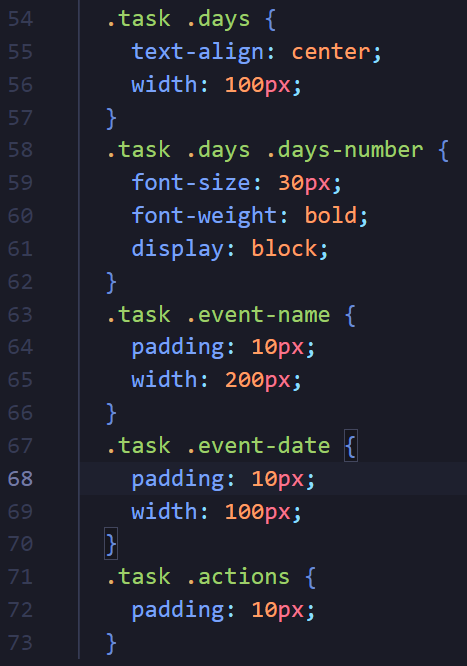 54 .task .days {
55 text-align: center;
56 width: 100px;
57 }
58 .task .days .days-number {
59 font-size: 30px;
60 font-weight: bold;
61 display: block;
62 }
63 .task .event-name {
64 padding: 10px;
65 width: 200px;
66 }
67 .task .event-date {
68 padding: 10px;
69 width: 100px;
70 }
71 .task .actions {
72 padding: 10px;
73 }